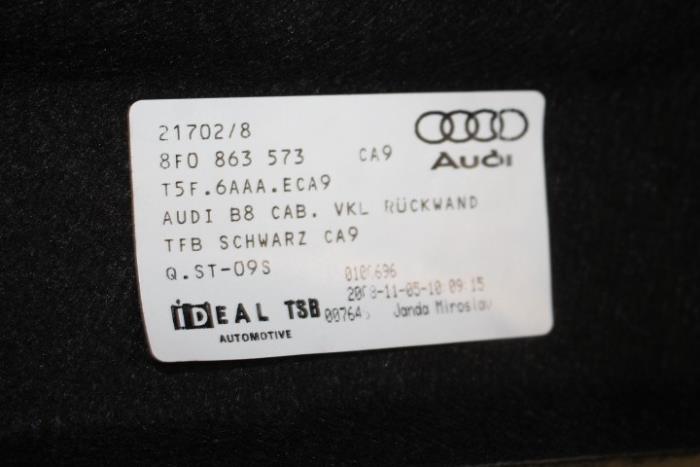 21702/8
8F0 863 573 CA9
Audi
T5F.6AAA.ECA9
AUDI B8 CAB. VKL RÜCKWAND
TFB SCHWARZ CA9
Q.ST-09S
IDEAL TSB
AUTOMOTIVE
Janda Miroslav